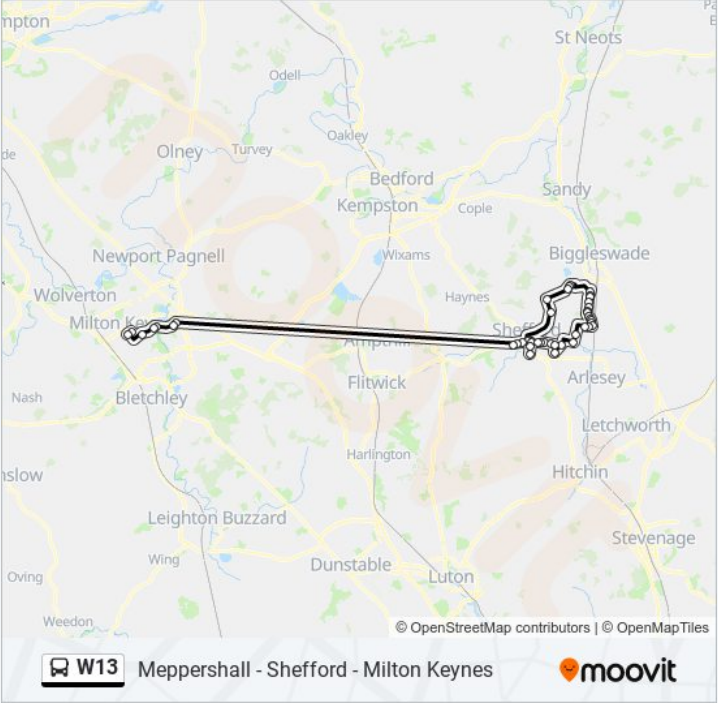 mpton
St Neots
Odell
Oakley
de
Olney
Turvey
Bedford
Kempston
Cople
Sandy
Newport Pagnell
Wixams
Biggleswade
Wolverton
Haynes
Milton Key
Shefford
Ampthill
Nash
Bletchley
Flitwick
Arlesey
Letchworth
Harlington
nslow
Hitchin
Leighton Buzzard
Stevenage
Wing
Dunstable
Oving
Luton
Weedon
© OpenStreetMap contributors | © OpenMapTiles
W13 Meppershall - Shefford - Milton Keynes
moovit